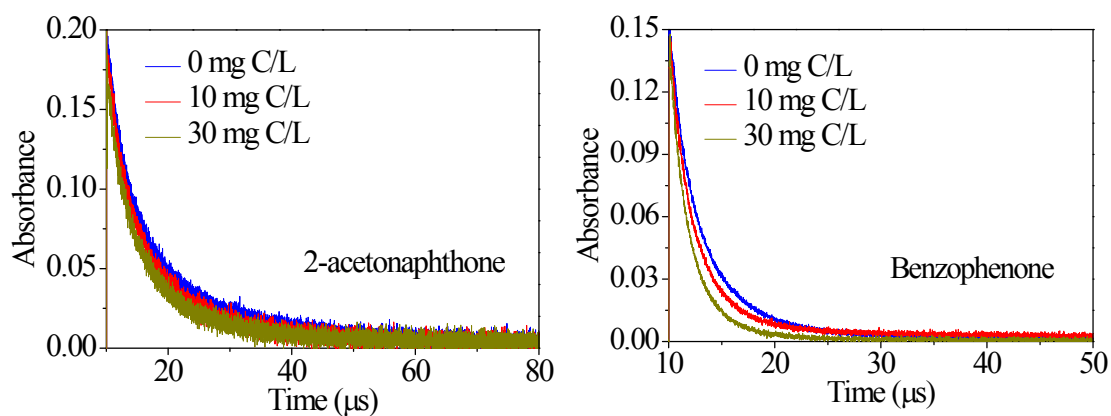 0.20
0.15
0.10
0.05
0.00
Absorbance
0 mg C/L
10 mg C/L
30 mg C/L
2-acetonaphthone
20
40
60
80
Time (μs)
0.15
0.12
0.09
0.06
0.03
0.00
Absorbance
0 mg C/L
10 mg C/L
30 mg C/L
Benzophenone
10
20
30
40
50
Time (μs)